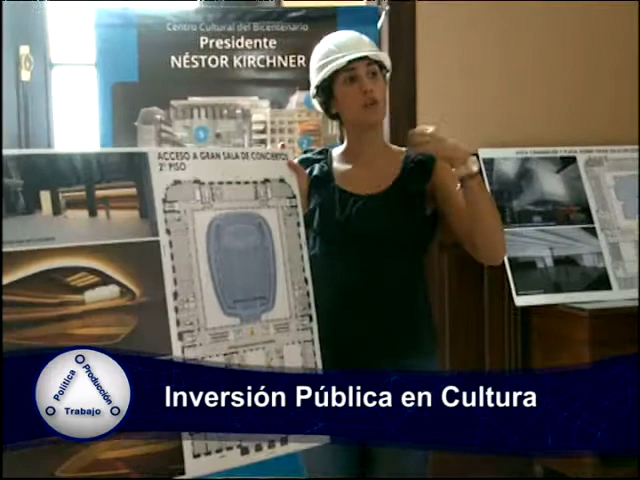 Centro Cultural del Bicentenario
Presidente
NÉSTOR KIRCHNER
ACCESO A GRAN SALA DE CONCIERTOS
2º PISO
Política
Producción
Trabajo
Inversión Pública en Cultura